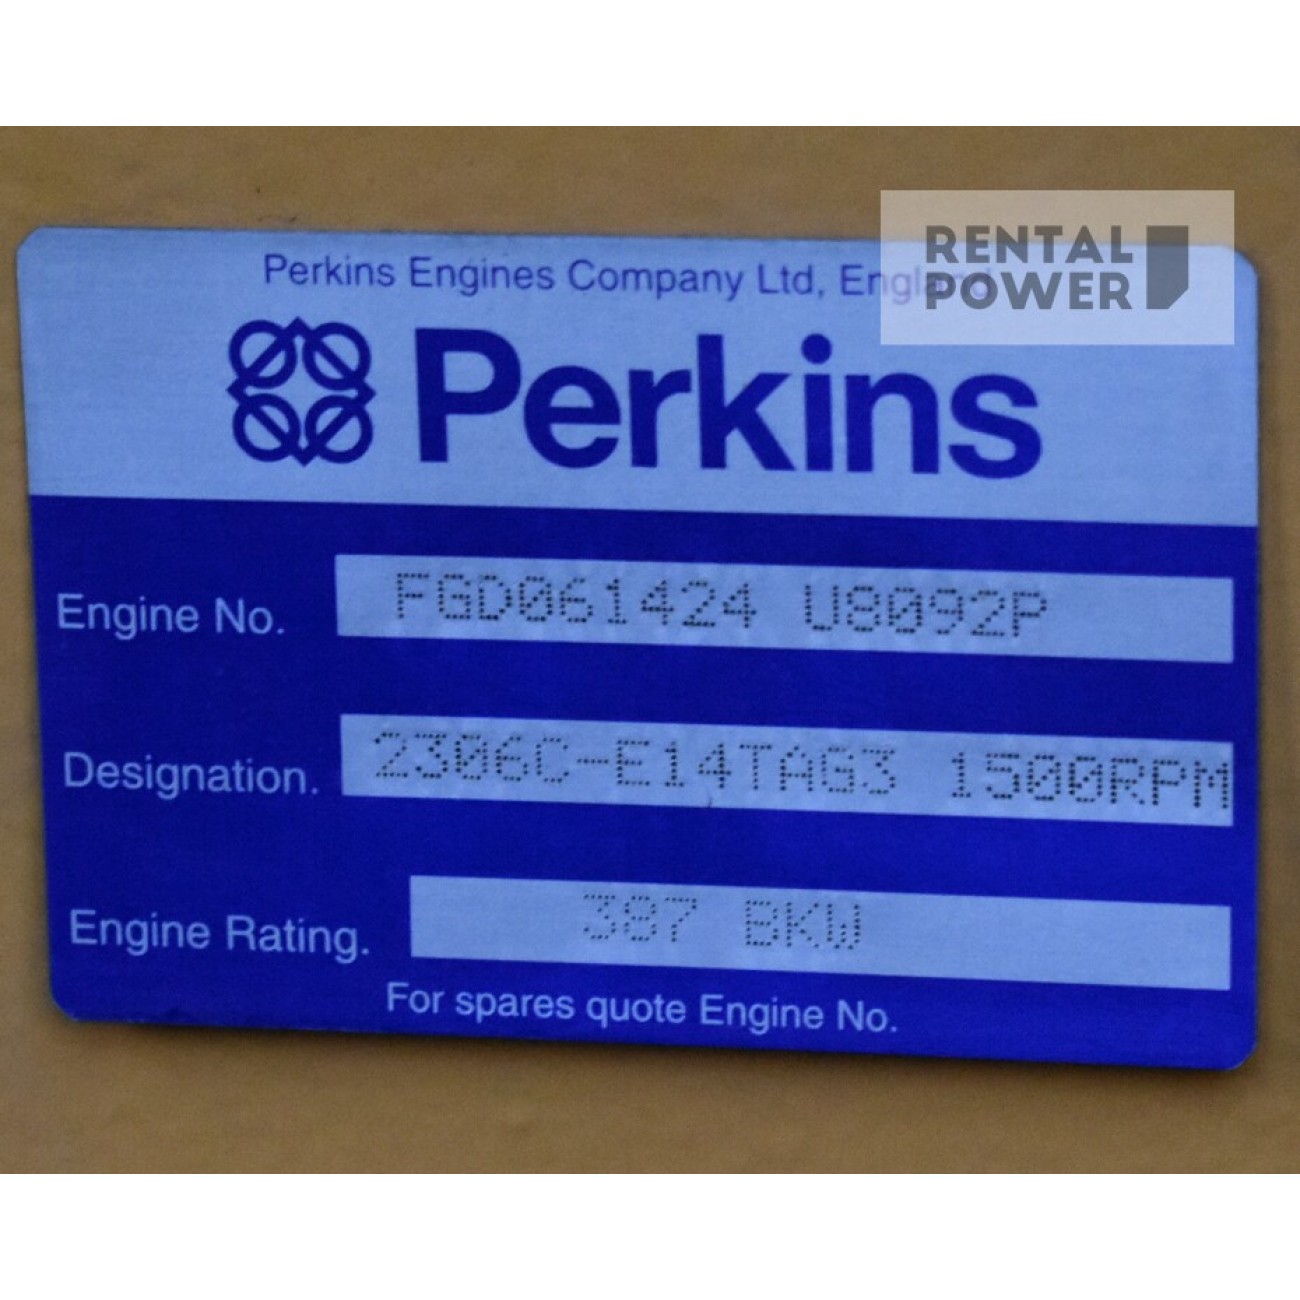 RENTAL
POWER
Perkins Engines Company Ltd, England
Perkins
Engine No. FGD061424 U8092P
Designation. 2306C-E14TAG3 1500RPM
Engine Rating. 387 BKW
For spares quote Engine No.